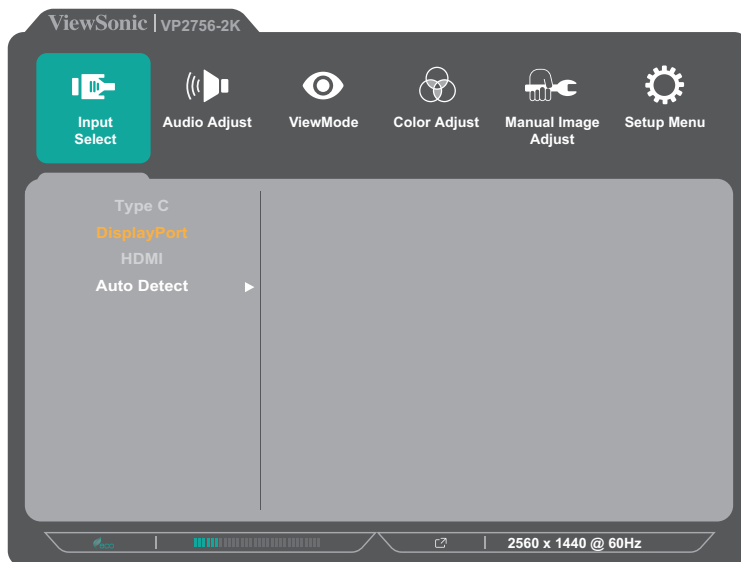 ViewSonic | VP2756-2K
Input Select
Audio Adjust
ViewMode
Color Adjust
Manual Image Adjust
Setup Menu
Type C
DisplayPort
HDMI
Auto Detect
2560 x 1440 @ 60Hz